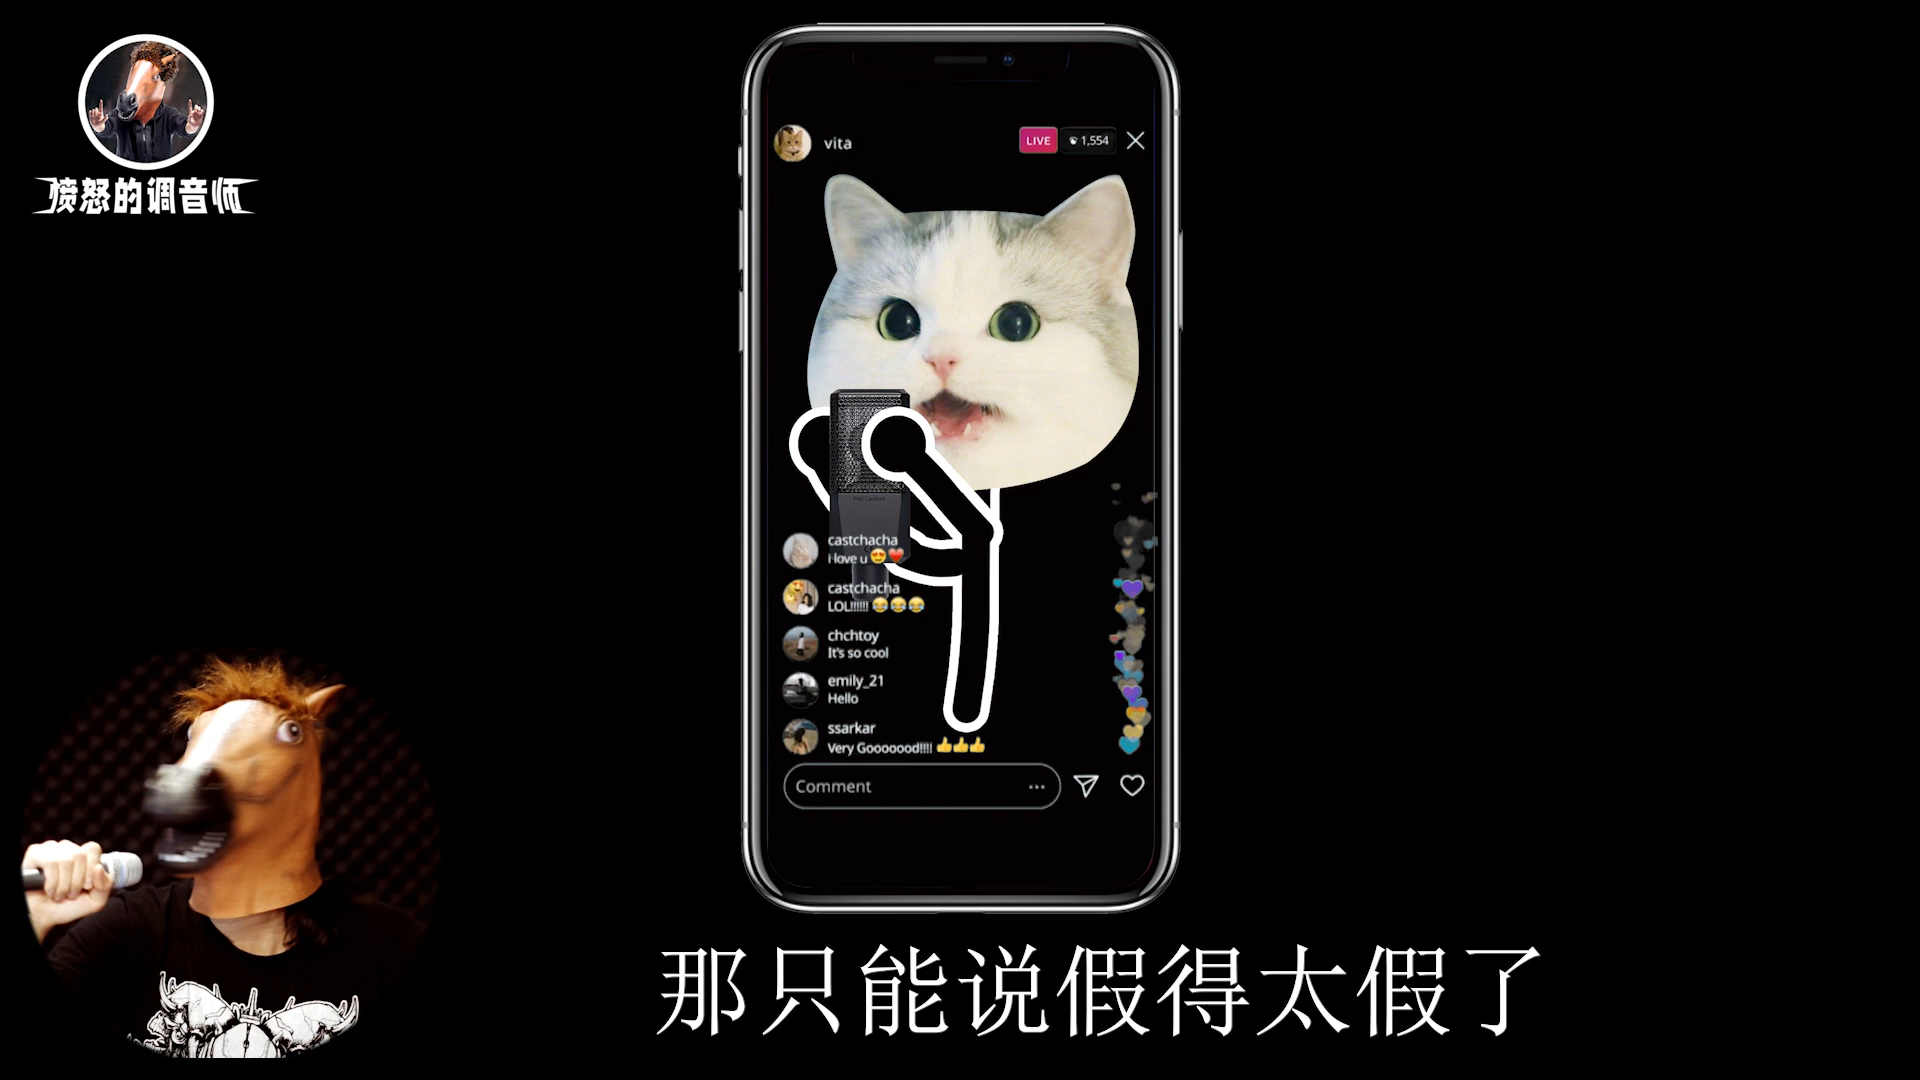 愤怒的调音师
vita
LIVE
1,554
castchacha
i love u 😍❤️
castchacha
LOL!!!!!! 😂😂😂
chchtoy
It's so cool
emily_21
Hello
ssarkar
Very Gooooood!!!! 👍👍👍
Comment
那只能说假得太假了